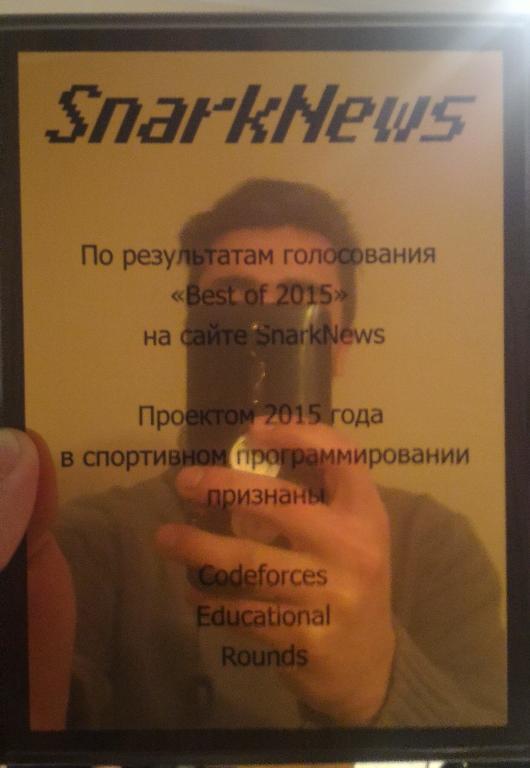 SnarkNews
По результатам голосования
«Best of 2015»
на сайте SnarkNews
Проектом 2015 года
в спортивном программировании
признаны
Codeforces
Educational
Rounds